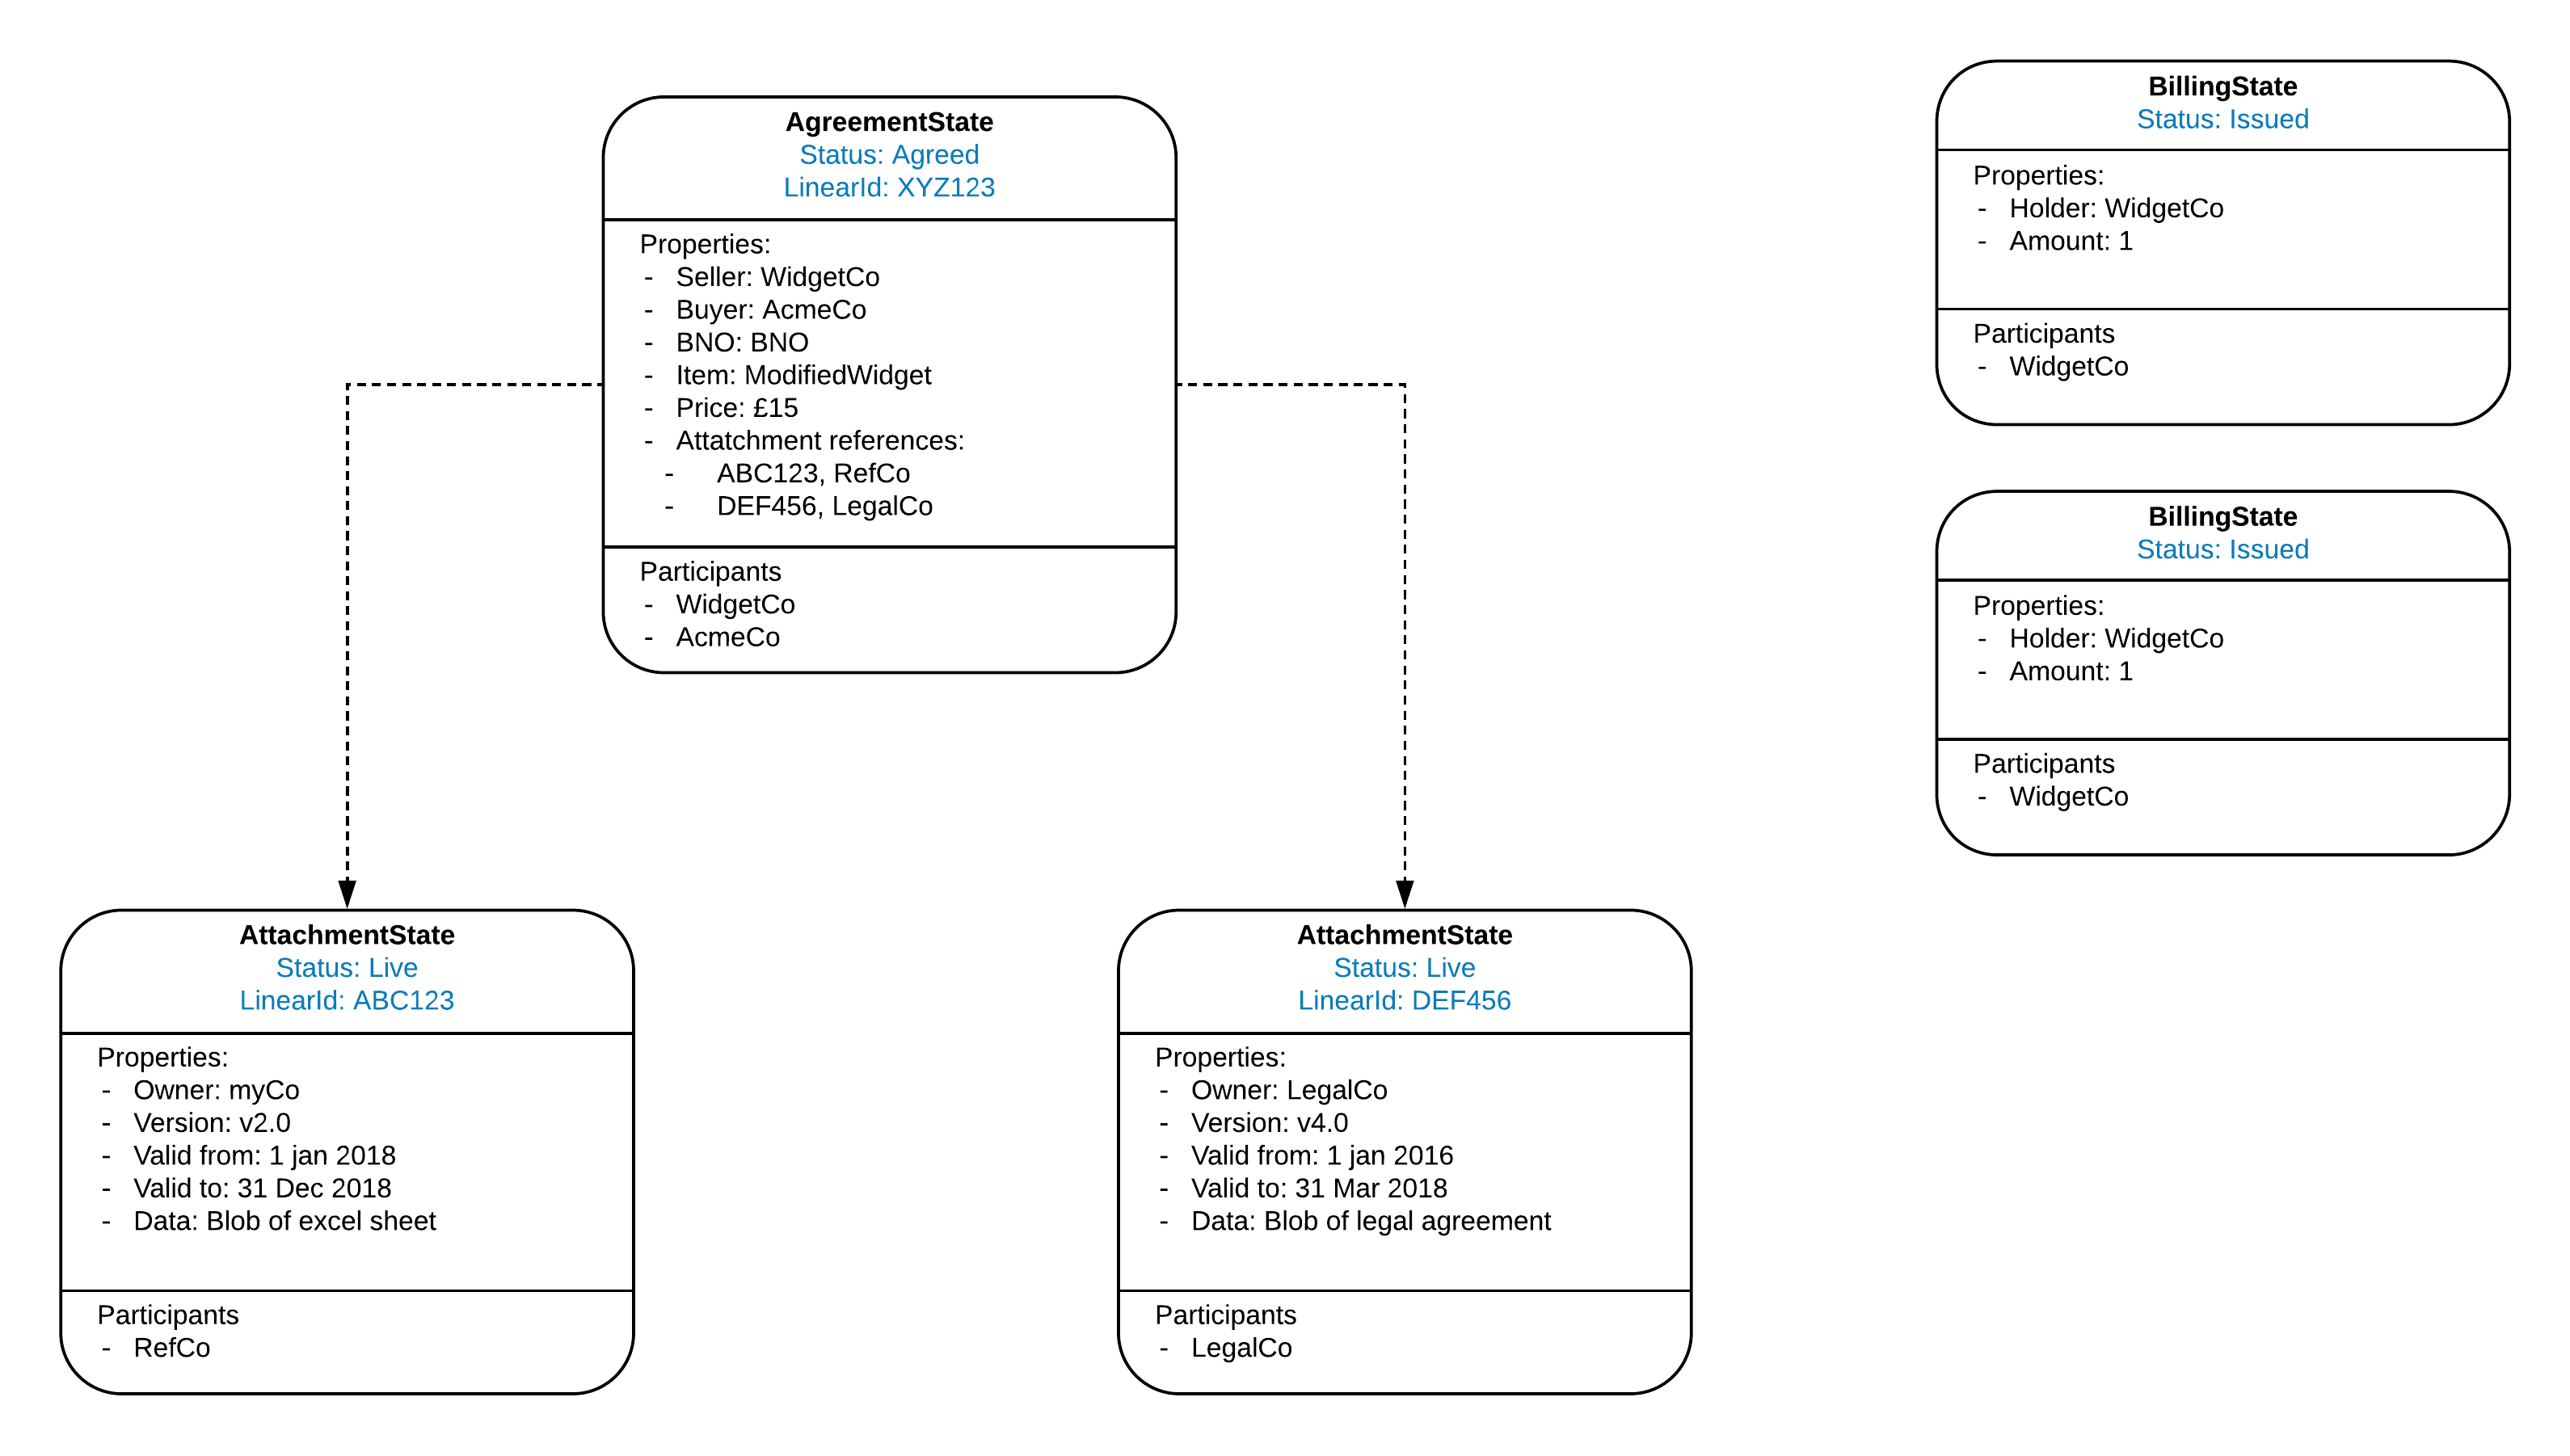 AgreementState
Status: Agreed
LinearId: XYZ123
Properties:
- Seller: WidgetCo
- Buyer: AcmeCo
- BNO: BNO
- Item: ModifiedWidget
- Price: £15
- Attatchment references:
- ABC123, RefCo
- DEF456, LegalCo
Participants
- WidgetCo
- AcmeCo
BillingState
Status: Issued
Properties:
- Holder: WidgetCo
- Amount: 1
Participants
- WidgetCo
BillingState
Status: Issued
Properties:
- Holder: WidgetCo
- Amount: 1
Participants
- WidgetCo
AttachmentState
Status: Live
LinearId: ABC123
Properties:
- Owner: myCo
- Version: v2.0
- Valid from: 1 jan 2018
- Valid to: 31 Dec 2018
- Data: Blob of excel sheet
Participants
- RefCo
AttachmentState
Status: Live
LinearId: DEF456
Properties:
- Owner: LegalCo
- Version: v4.0
- Valid from: 1 jan 2016
- Valid to: 31 Mar 2018
- Data: Blob of legal agreement
Participants
- LegalCo